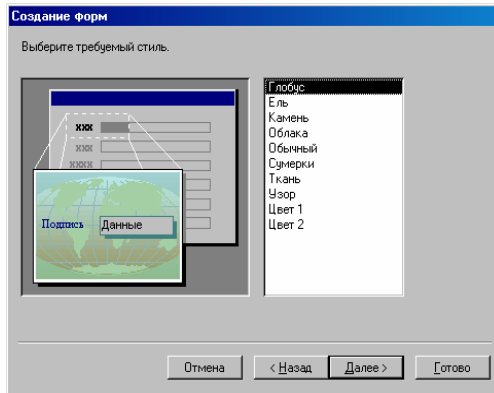 Создание форм
Выберите требуемый стиль.
xxx
xxx
xxxx
Подпись
Данные
Глобус
Ель
Камень
Облака
Обычный
Сумерки
Ткань
Узор
Цвет 1
Цвет 2
Отмена
< Назад
Далее >
Готово